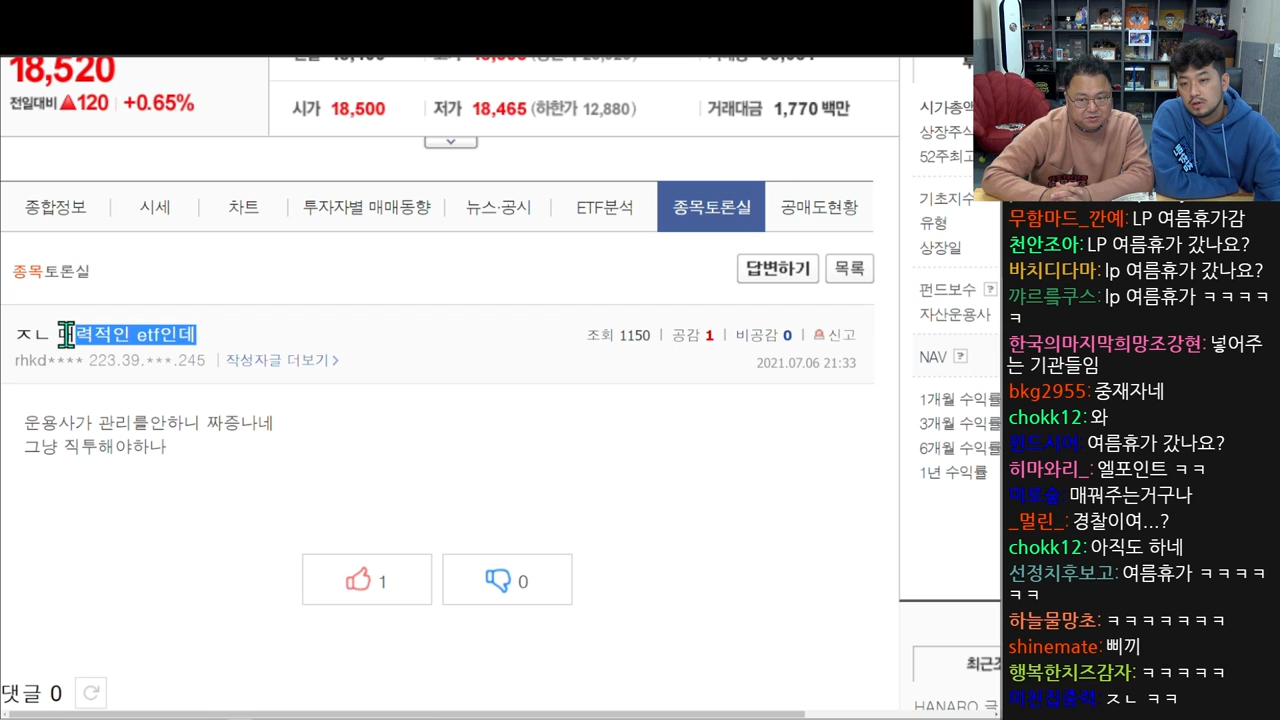 18,520
전일대비 ▲120 +0.65%
시가 18,500 저가 18,465 (하한가 12,880) 거래대금 1,770 백만
종합정보 시세 차트 투자자별 매매동향 뉴스·공시 ETF분석 종목토론실 공매도현황
종목토론실
답변하기 목록
ㅈㄴ 매력적인 etf인데
조회 1150 공감 1 비공감 0 신고
rhkd**** 223.39.***.245 작성자글 더보기 >
2021.07.06 21:33
운용사가 관리를안하니 짜증나네
그냥 직투해야하나
1
0
댓글 0
시가총액
상장주식
52주최고
기초지수
유형
상장일
펀드보수 ?
자산운용사
NAV ?
1개월 수익률
3개월 수익률
6개월 수익률
1년 수익률
HANARO
무함마드_깐예: LP 여름휴가감
천안조아: LP 여름휴가 갔나요?
바치디다마: lp 여름휴가 갔나요?
꺄르륵쿠스: lp 여름휴가 ㅋㅋㅋㅋ
ㅋ
한국의마지막희망조강현: 넣어주
는 기관들임
bkg2955: 중재자네
chokk12: 와
윈드시어: 여름휴가 갔나요?
히마와리_: 엘포인트 ㅋㅋ
매꿔주는거구나
_멀린_: 경찰이여...?
chokk12: 아직도 하네
선정치후보고: 여름휴가 ㅋㅋㅋㅋ
ㅋㅋ
하늘물망초: ㅋㅋㅋㅋㅋㅋㅋ
shinemate: 삐끼
행복한치즈감자: ㅋㅋㅋㅋㅋ
ㅈㄴ ㅋㅋ